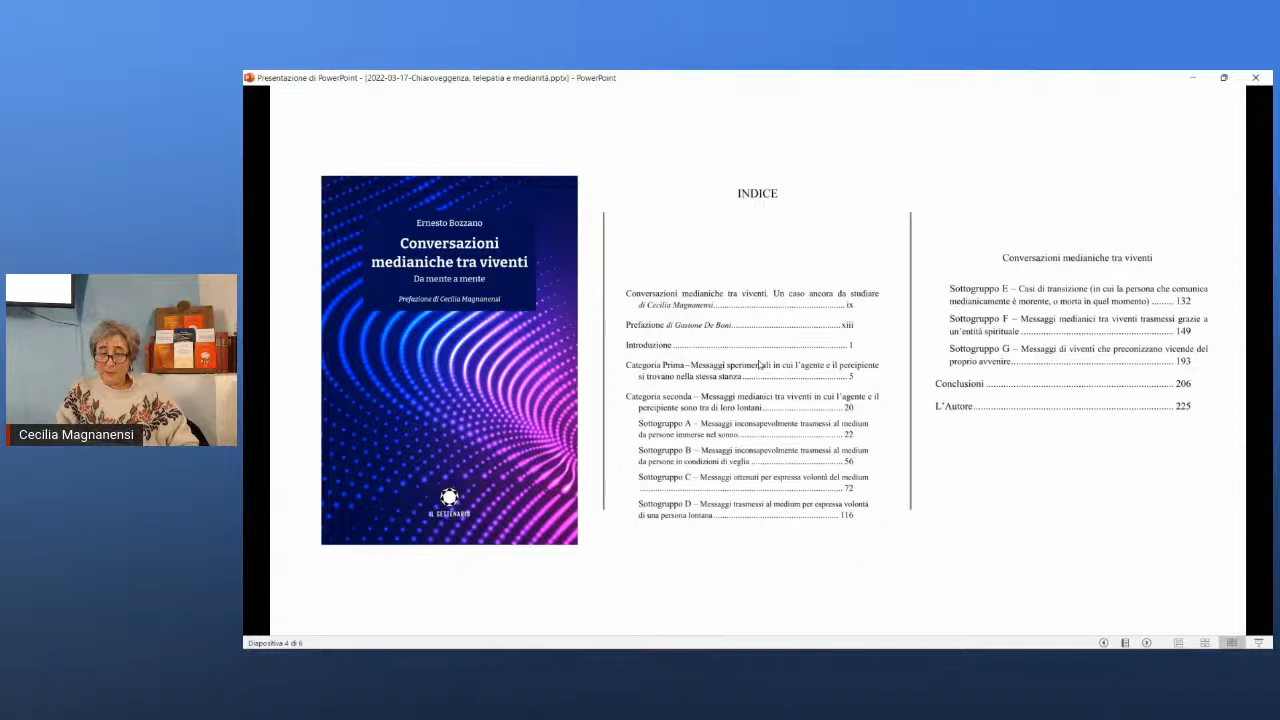 Presentazione di PowerPoint - [2022-03-17-Chiaroveggenza, telepatia e medianità.pptx] - PowerPoint
Ernesto Bozzano
Conversazioni
medianiche tra viventi
Da mente a mente
Prefazione di Cecilia Magnanensi
IL SETTENARIO
INDICE
Conversazioni medianiche tra viventi. Un caso ancora da studiare
di Cecilia Magnanensi.................................................. ix
Prefazione di Gastone De Boni.......................................... xiii
Introduzione .................................................................. 1
Categoria Prima – Messaggi sperimentali in cui l'agente e il percipiente
si trovano nella stessa stanza........................................ 5
Categoria seconda – Messaggi medianici tra viventi in cui l'agente e il
percipiente sono tra di loro lontani................................ 20
Sottogruppo A – Messaggi inconsapevolmente trasmessi al medium
da persone immerse nel sonno........................................ 22
Sottogruppo B – Messaggi inconsapevolmente trasmessi al medium
da persone in condizioni di veglia .................................. 56
Sottogruppo C – Messaggi ottenuti per espressa volontà del medium
.................................................................................. 72
Sottogruppo D – Messaggi trasmessi al medium per espressa volontà
di una persona lontana.................................................. 116
Conversazioni medianiche tra viventi
Sottogruppo E – Casi di transizione (in cui la persona che comunica
medianicamente è morente, o morta in quel momento) ........ 132
Sottogruppo F – Messaggi medianici tra viventi trasmessi grazie a
un'entità spirituale .................................................. 149
Sottogruppo G – Messaggi di viventi che preconizzano vicende del
proprio avvenire...................................................... 193
Conclusioni .............................................................. 206
L'Autore.................................................................. 225
Cecilia Magnanensi
Diapositiva 4 di 6